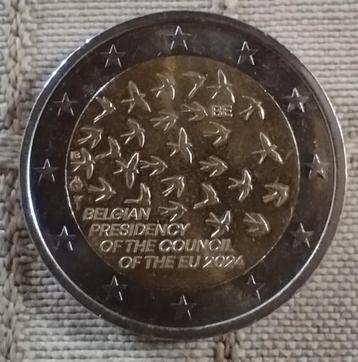 BE
BELGIAN
PRESIDENCY
OF THE COUNCIL
OF THE EU 2024